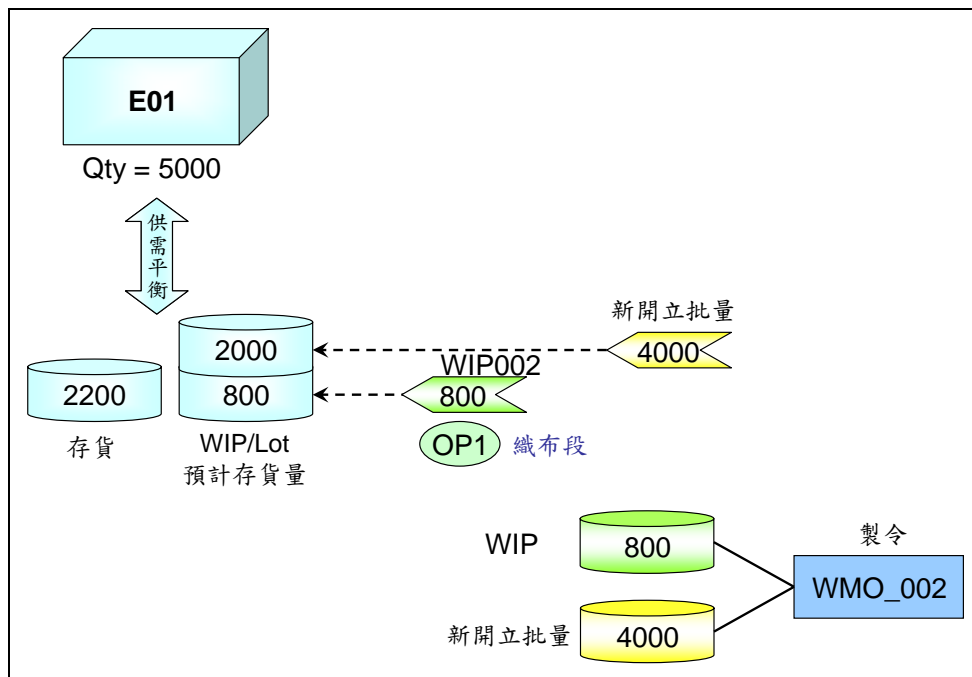 E01
Qty = 5000
供需平衡
新開立批量
2000
4000
WIP002
2200
800
800
存貨
WIP/Lot
預計存貨量
OP1
織布段
製令
WIP
800
WMO_002
新開立批量
4000